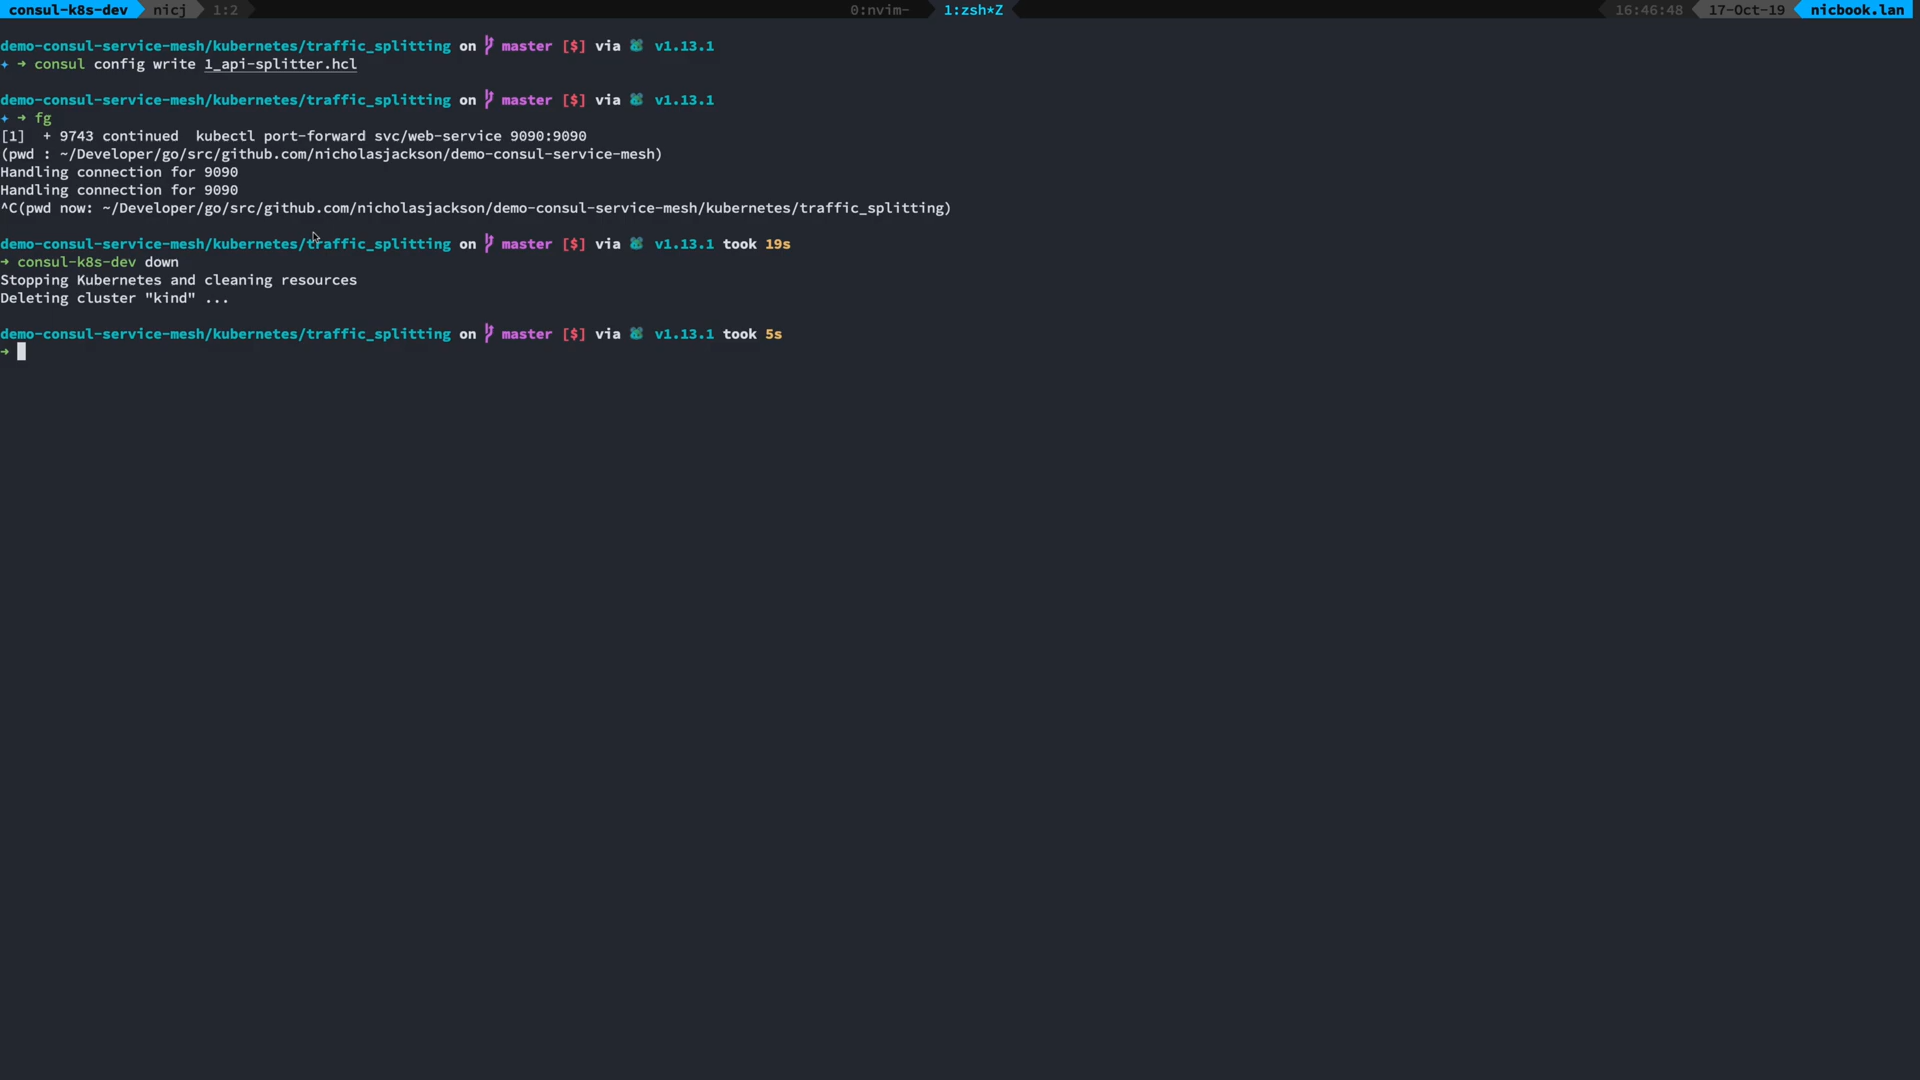 consul-k8s-dev nicj 1:2 0:nvim- 1:zsh*Z 16:46:48 17-Oct-19 nicbook.lan
demo-consul-service-mesh/kubernetes/traffic_splitting on master [$] via v1.13.1
✦ ➜ consul config write 1_api-splitter.hcl
demo-consul-service-mesh/kubernetes/traffic_splitting on master [$] via v1.13.1
✦ ➜ fg
[1]  + 9743 continued  kubectl port-forward svc/web-service 9090:9090
(pwd : ~/Developer/go/src/github.com/nicholasjackson/demo-consul-service-mesh)
Handling connection for 9090
Handling connection for 9090
^C(pwd now: ~/Developer/go/src/github.com/nicholasjackson/demo-consul-service-mesh/kubernetes/traffic_splitting)
demo-consul-service-mesh/kubernetes/traffic_splitting on master [$] via v1.13.1 took 19s
➜ consul-k8s-dev down
Stopping Kubernetes and cleaning resources
Deleting cluster "kind" ...
demo-consul-service-mesh/kubernetes/traffic_splitting on master [$] via v1.13.1 took 5s
➜